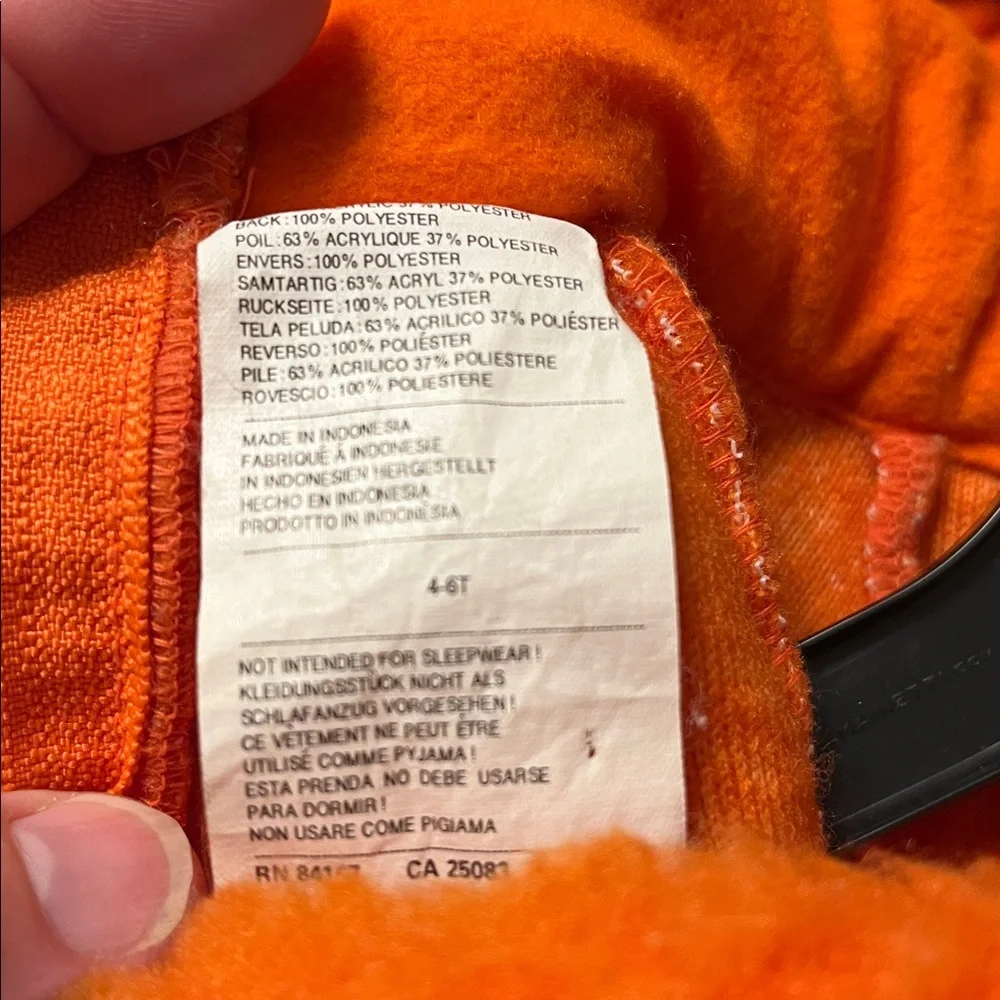 37% POLYESTER
BACK:100% POLYESTER
POIL:63% ACRYLIQUE 37% POLYESTER
ENVERS:100% POLYESTER
SAMTARTIG:63% ACRYL 37% POLYESTER
RUCKSEITE:100% POLYESTER
TELA PELUDA:63% ACRILICO 37% POLIÉSTER
REVERSO:100% POLIÉSTER
PILE:63% ACRILICO 37% POLIESTERE
ROVESCIO:100% POLIESTERE
MADE IN INDONESIA
FABRIQUÉ À INDONESIE
IN INDONESIEN HERGESTELLT
HECHO EN INDONESIA
PRODOTTO IN INDONESIA
4-6T
NOT INTENDED FOR SLEEPWEAR!
KLEIDUNGSSTÜCK NICHT ALS
SCHLAFANZUG VORGESEHEN!
CE VÊTEMENT NE PEUT ÊTRE
UTILISÉ COMME PYJAMA!
ESTA PRENDA NO DEBE USARSE
PARA DORMIR!
NON USARE COME PIGIAMA
RN CA